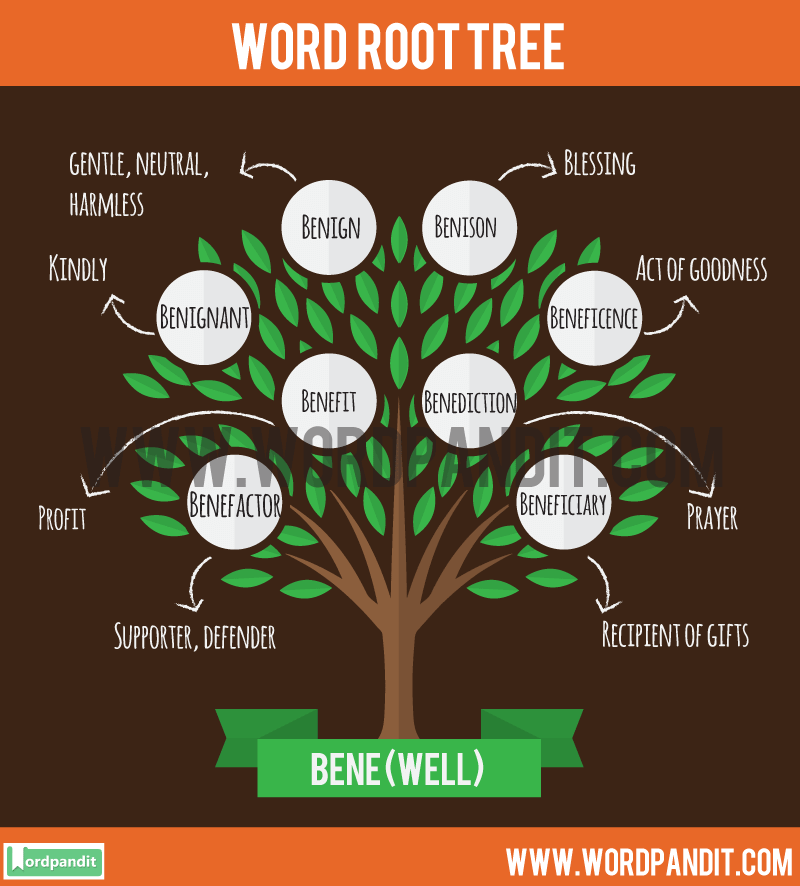 WORD ROOT TREE
GENTLE, NEUTRAL,
HARMLESS
BLESSING
BENIGN
BENISON
KINDLY
ACT OF GOODNESS
BENIGNANT
BENEFICENCE
BENEFIT
BENEDICTION
WWW.WORDPANDIT.COM
PROFIT
BENEFACTOR
BENEFICIARY
PRAYER
SUPPORTER, DEFENDER
RECIPIENT OF GIFTS
BENE (WELL)
Wordpandit
WWW.WORDPANDIT.COM